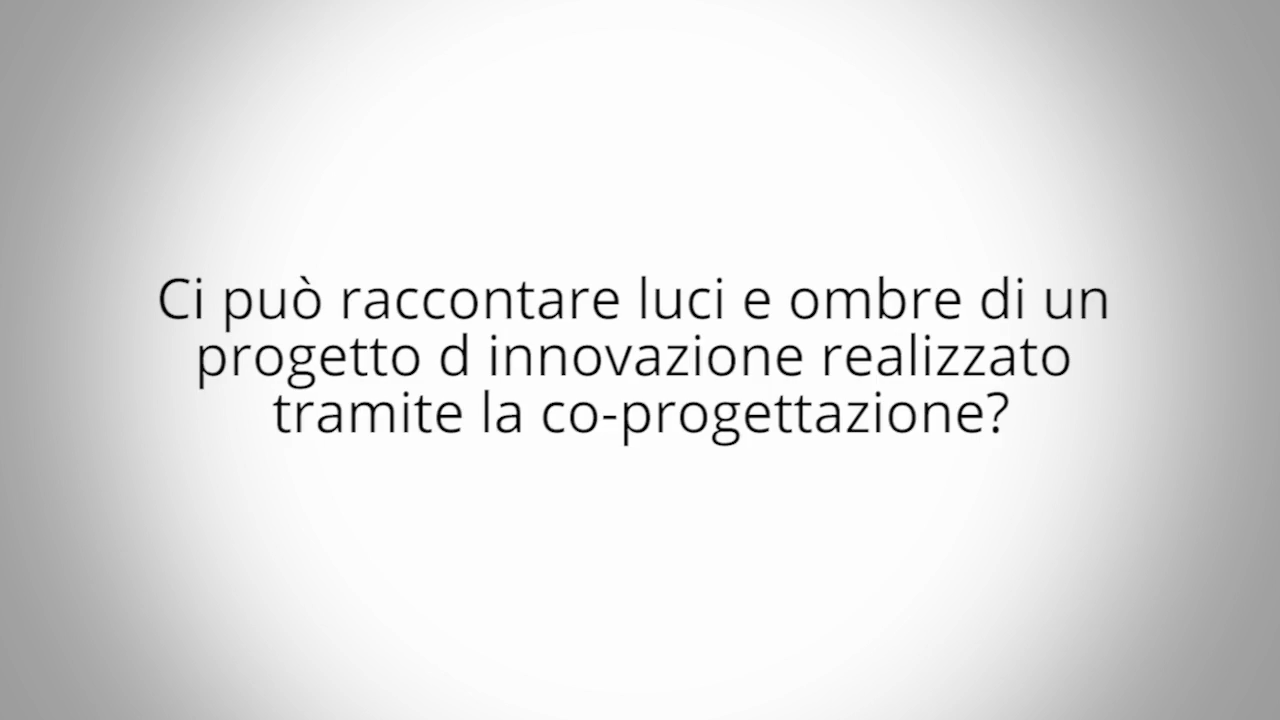 Ci può raccontare luci e ombre di un
progetto d innovazione realizzato
tramite la co-progettazione?